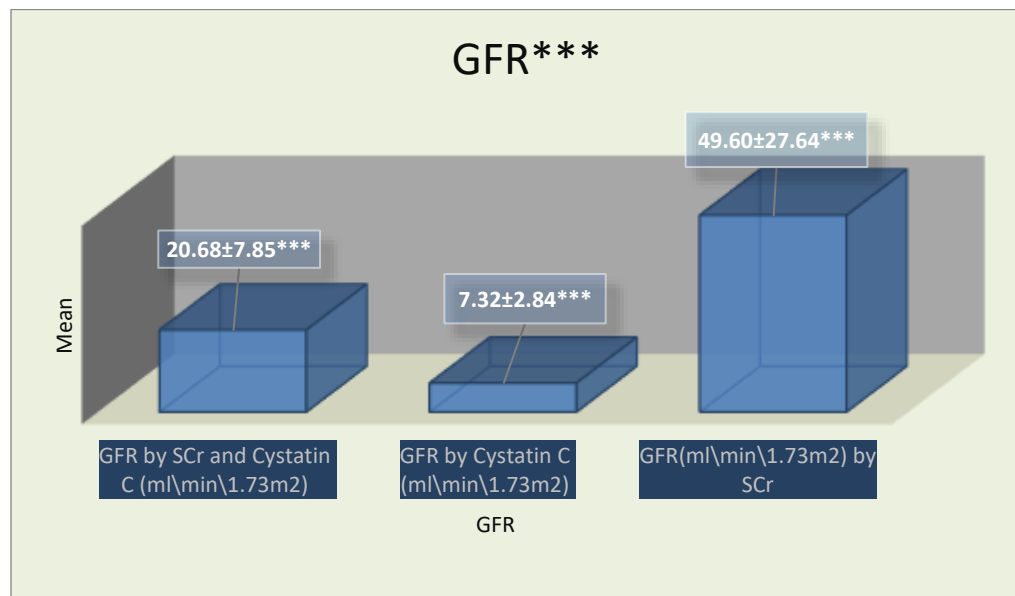 GFR***
49.60±27.64***
20.68±7.85***
7.32±2.84***
Mean
GFR by SCr and Cystatin
C (ml\min\1.73m2)
GFR by Cystatin C
(ml\min\1.73m2)
GFR(ml\min\1.73m2) by
SCr
GFR